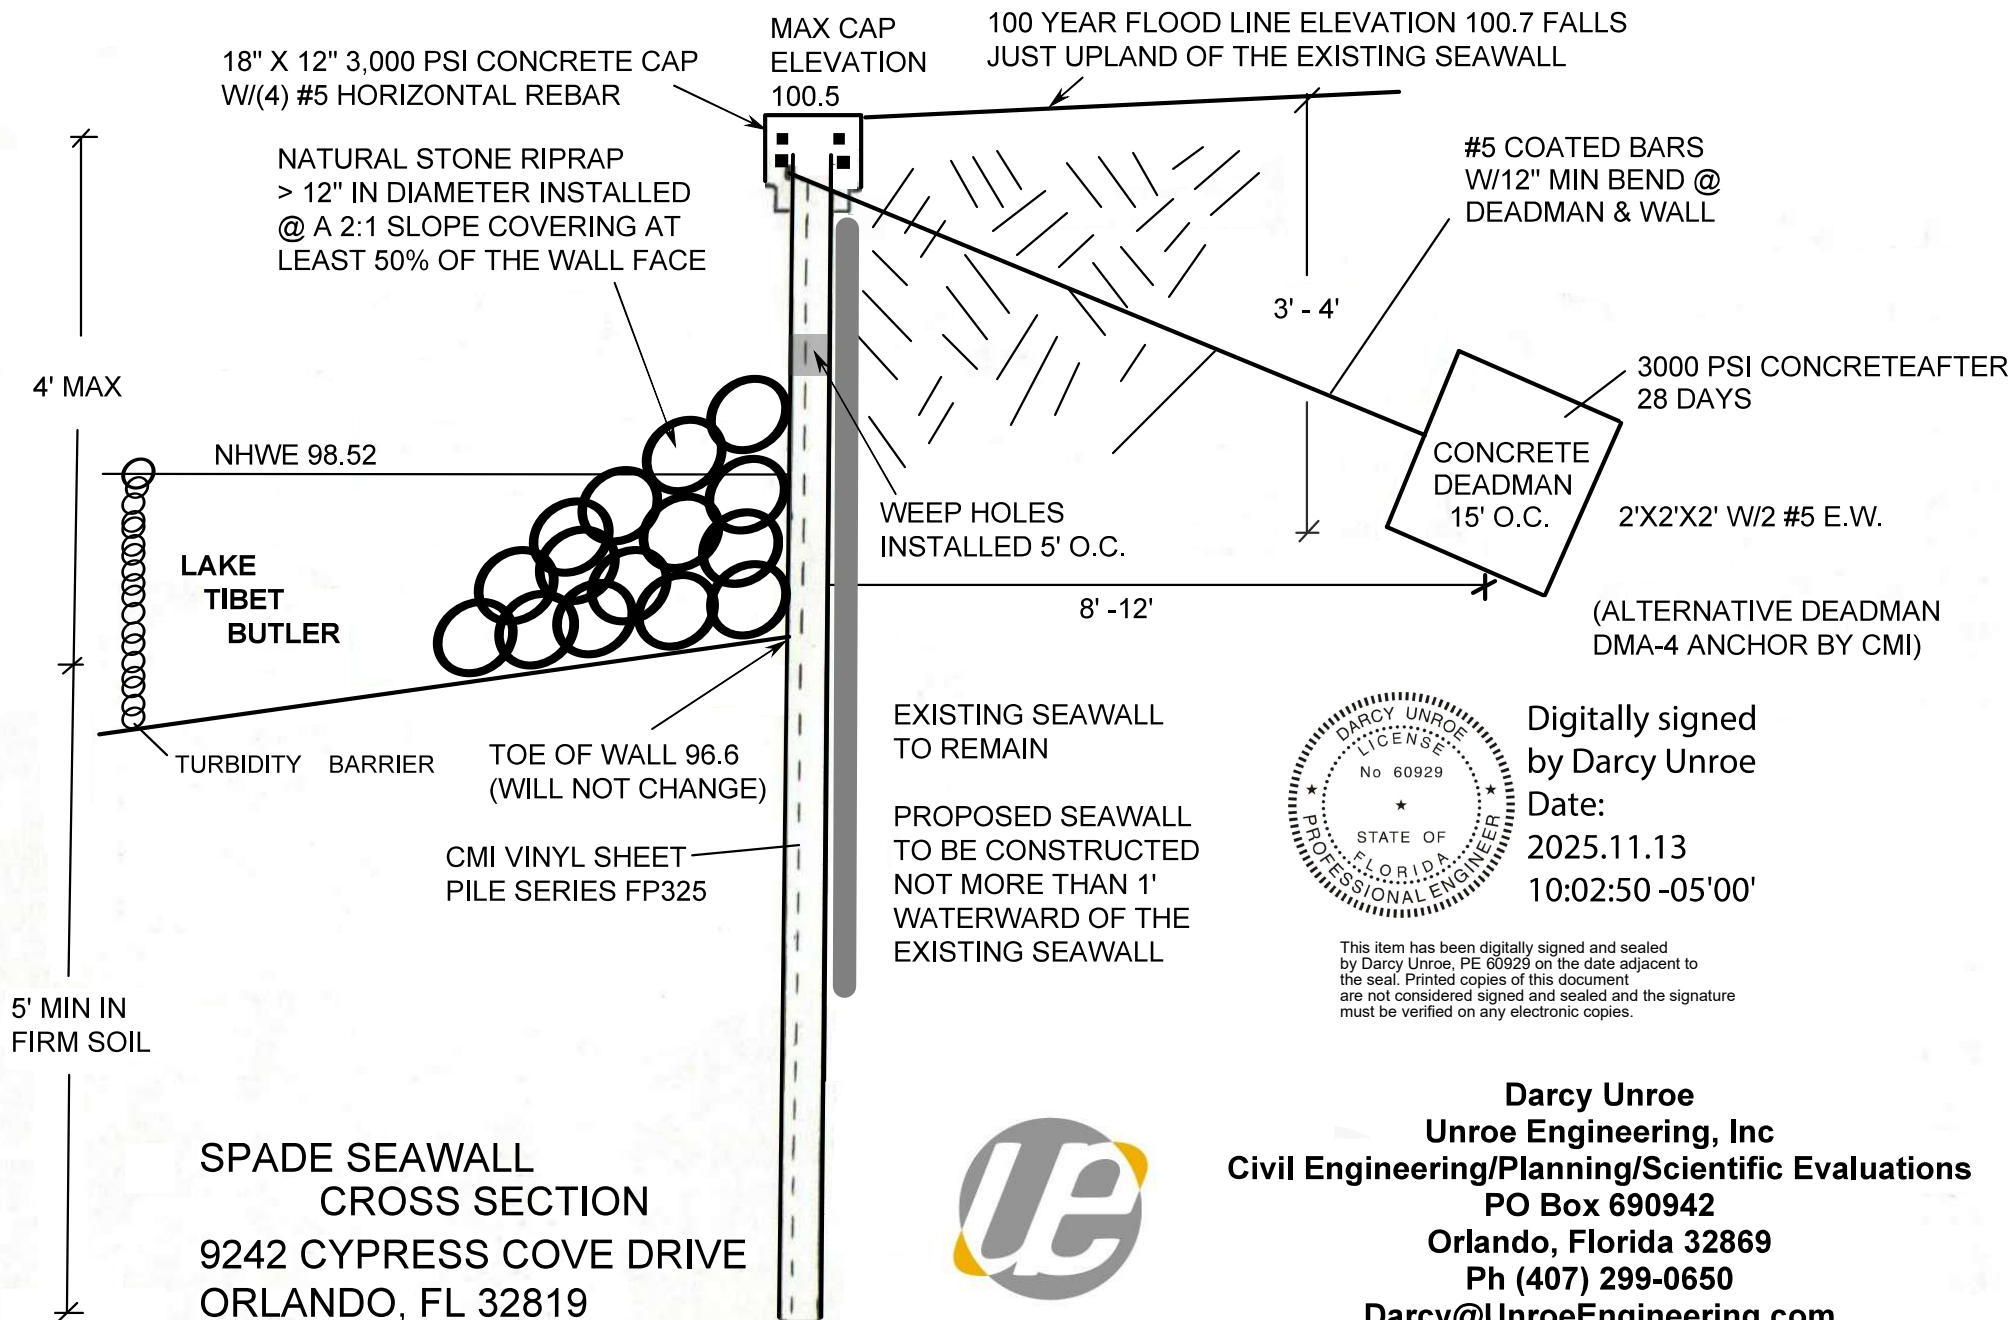 MAX CAP
ELEVATION
100.5
100 YEAR FLOOD LINE ELEVATION 100.7 FALLS
JUST UPLAND OF THE EXISTING SEAWALL
18" X 12" 3,000 PSI CONCRETE CAP
W/(4) #5 HORIZONTAL REBAR
NATURAL STONE RIPRAP
> 12" IN DIAMETER INSTALLED
@ A 2:1 SLOPE COVERING AT
LEAST 50% OF THE WALL FACE
#5 COATED BARS
W/12" MIN BEND @
DEADMAN & WALL
3' - 4'
4' MAX
3000 PSI CONCRETEAFTER
28 DAYS
NHWE 98.52
CONCRETE
DEADMAN
15' O.C.
2'X2'X2' W/2 #5 E.W.
WEEP HOLES
INSTALLED 5' O.C.
LAKE
TIBET
BUTLER
8' -12'
(ALTERNATIVE DEADMAN
DMA-4 ANCHOR BY CMI)
TURBIDITY BARRIER
TOE OF WALL 96.6
(WILL NOT CHANGE)
EXISTING SEAWALL
TO REMAIN
CMI VINYL SHEET
PILE SERIES FP325
PROPOSED SEAWALL
TO BE CONSTRUCTED
NOT MORE THAN 1'
WATERWARD OF THE
EXISTING SEAWALL
DARCY UNROE
LICENSE
No 60929
STATE OF
FLORIDA
PROFESSIONAL ENGINEER
Digitally signed
by Darcy Unroe
Date:
2025.11.13
10:02:50 -05'00'
This item has been digitally signed and sealed
by Darcy Unroe, PE 60929 on the date adjacent to
the seal. Printed copies of this document
are not considered signed and sealed and the signature
must be verified on any electronic copies.
5' MIN IN
FIRM SOIL
SPADE SEAWALL
CROSS SECTION
9242 CYPRESS COVE DRIVE
ORLANDO, FL 32819
ue
Darcy Unroe
Unroe Engineering, Inc
Civil Engineering/Planning/Scientific Evaluations
PO Box 690942
Orlando, Florida 32869
Ph (407) 299-0650
Darcy@UnroeEngineering.com